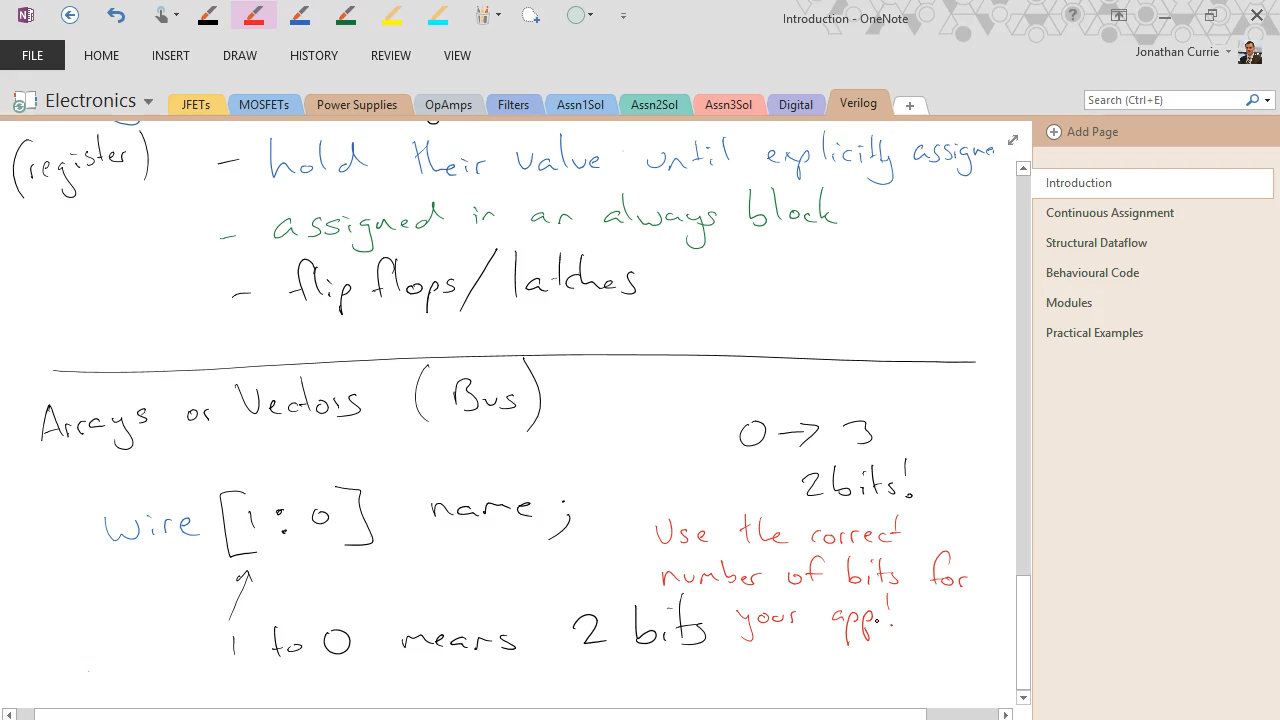 Introduction - OneNote
?
Jonathan Currie
FILE
HOME
INSERT
DRAW
HISTORY
REVIEW
VIEW
Electronics
JFETs
MOSFETs
Power Supplies
OpAmps
Filters
Assn1Sol
Assn2Sol
Assn3Sol
Digital
Verilog
Search (Ctrl+E)
Add Page
Introduction
Continuous Assignment
Structural Dataflow
Behavioural Code
Modules
Practical Examples
(register) - hold their value until explicitly assigne
- assigned in an always block
- flip flops/latches
Arrays or Vectors (Bus)
0 → 3
2 bits!
wire [1:0] name;
Use the correct
number of bits for
your app.!
1 to 0 means 2 bits